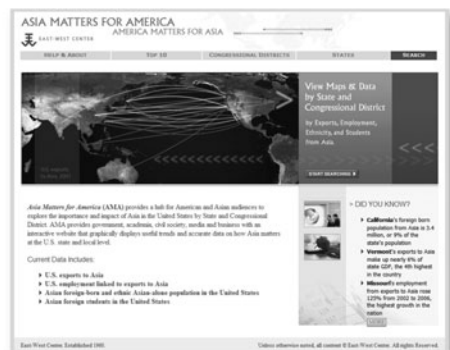 ASIA MATTERS FOR AMERICA
AMERICA MATTERS FOR ASIA
EAST-WEST CENTER
HELP & ABOUT
TOP 10
CONGRESSIONAL DISTRICTS
STATES
SEARCH
View Maps & Data
by State and
Congressional District
by Exports, Employment,
Ethnicity, and Students
from Asia.
START SEARCHING
Asia Matters for America (AMA) provides a hub for American and Asian audiences to
explore the importance and impact of Asia in the United States by State and Congressional
District. AMA provides government, academia, civil society, media and business with an
interactive website that graphically displays useful trends and accurate data on how Asia matters
at the U.S. state and local level.
Current Data Includes:
U.S. exports to Asia
U.S. employment linked to exports to Asia
Asian foreign-born and ethnic Asian-alone population in the United States
Asian foreign students in the United States
> DID YOU KNOW?
California's foreign born
population from Asia is 3.4
million, or 9% of the
state's population
Vermont's exports to Asia
make up nearly 6% of
state GDP, the 4th highest
in the country
Missouri's employment
from exports to Asia rose
125% from 2002 to 2006,
the highest growth in the
nation
East-West Center. Established 1960.
Unless otherwise noted, all content © East-West Center. All rights Reserved.